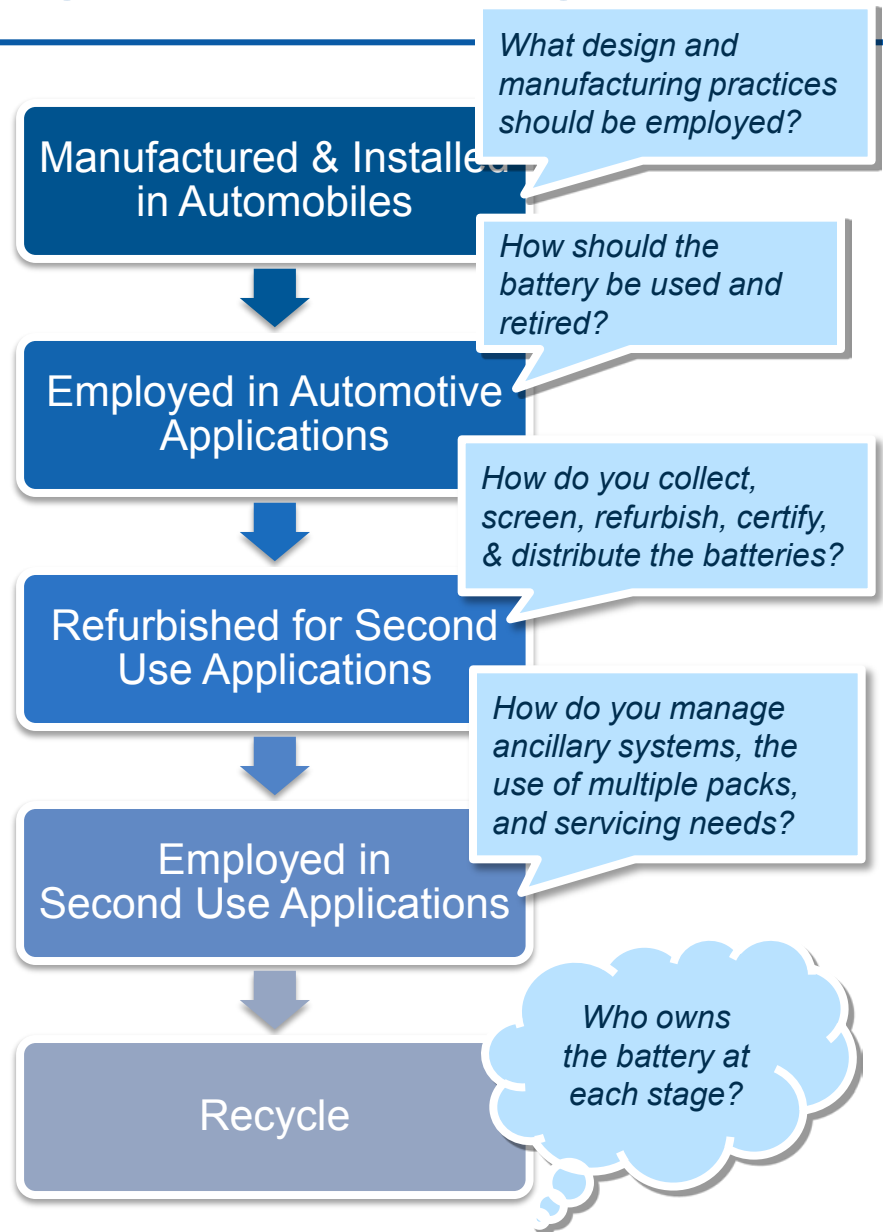 What design and
manufacturing practices
should be employed?
Manufactured & Installed
in Automobiles
How should the
battery be used and
retired?
Employed in Automotive
Applications
How do you collect,
screen, refurbish, certify,
& distribute the batteries?
Refurbished for Second
Use Applications
How do you manage
ancillary systems, the
use of multiple packs,
and servicing needs?
Employed in
Second Use Applications
Who owns
the battery at
each stage?
Recycle